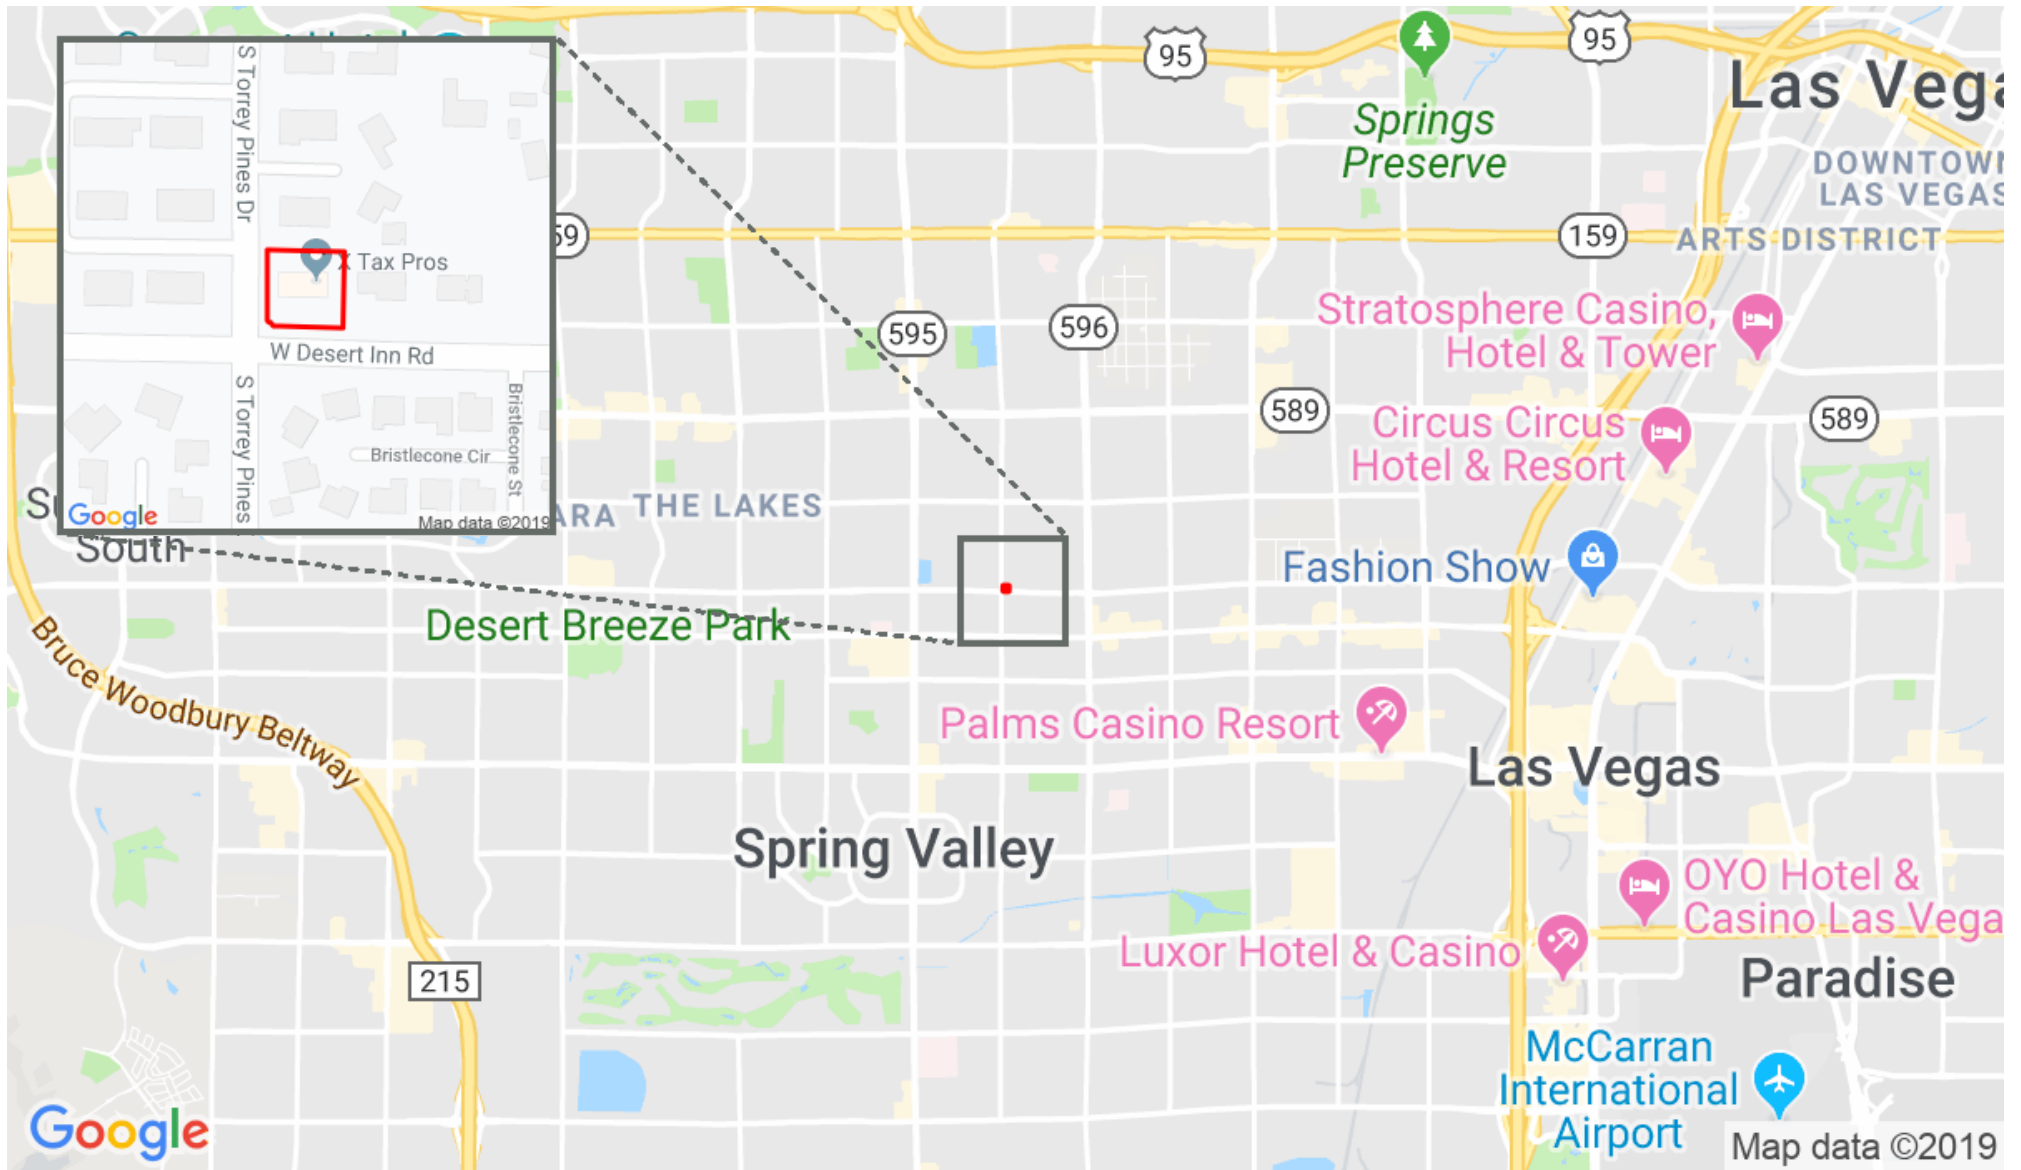 95
95
Las Vega
Springs
Preserve
DOWNTOWN
LAS VEGAS
S Torrey Pines Dr
59
159
ARTS DISTRICT
X Tax Pros
Stratosphere Casino,
Hotel & Tower
595
596
W Desert Inn Rd
589
589
Circus Circus
Hotel & Resort
S Torrey Pines
Bristlecone St
Bristlecone Cir
Google
Map data ©2019
THE LAKES
ARA
South
Fashion Show
Desert Breeze Park
Bruce Woodbury Beltway
Palms Casino Resort
Las Vegas
Spring Valley
OYO Hotel &
Casino Las Vega
Luxor Hotel & Casino
215
Paradise
McCarran
International
Airport
Google
Map data ©2019